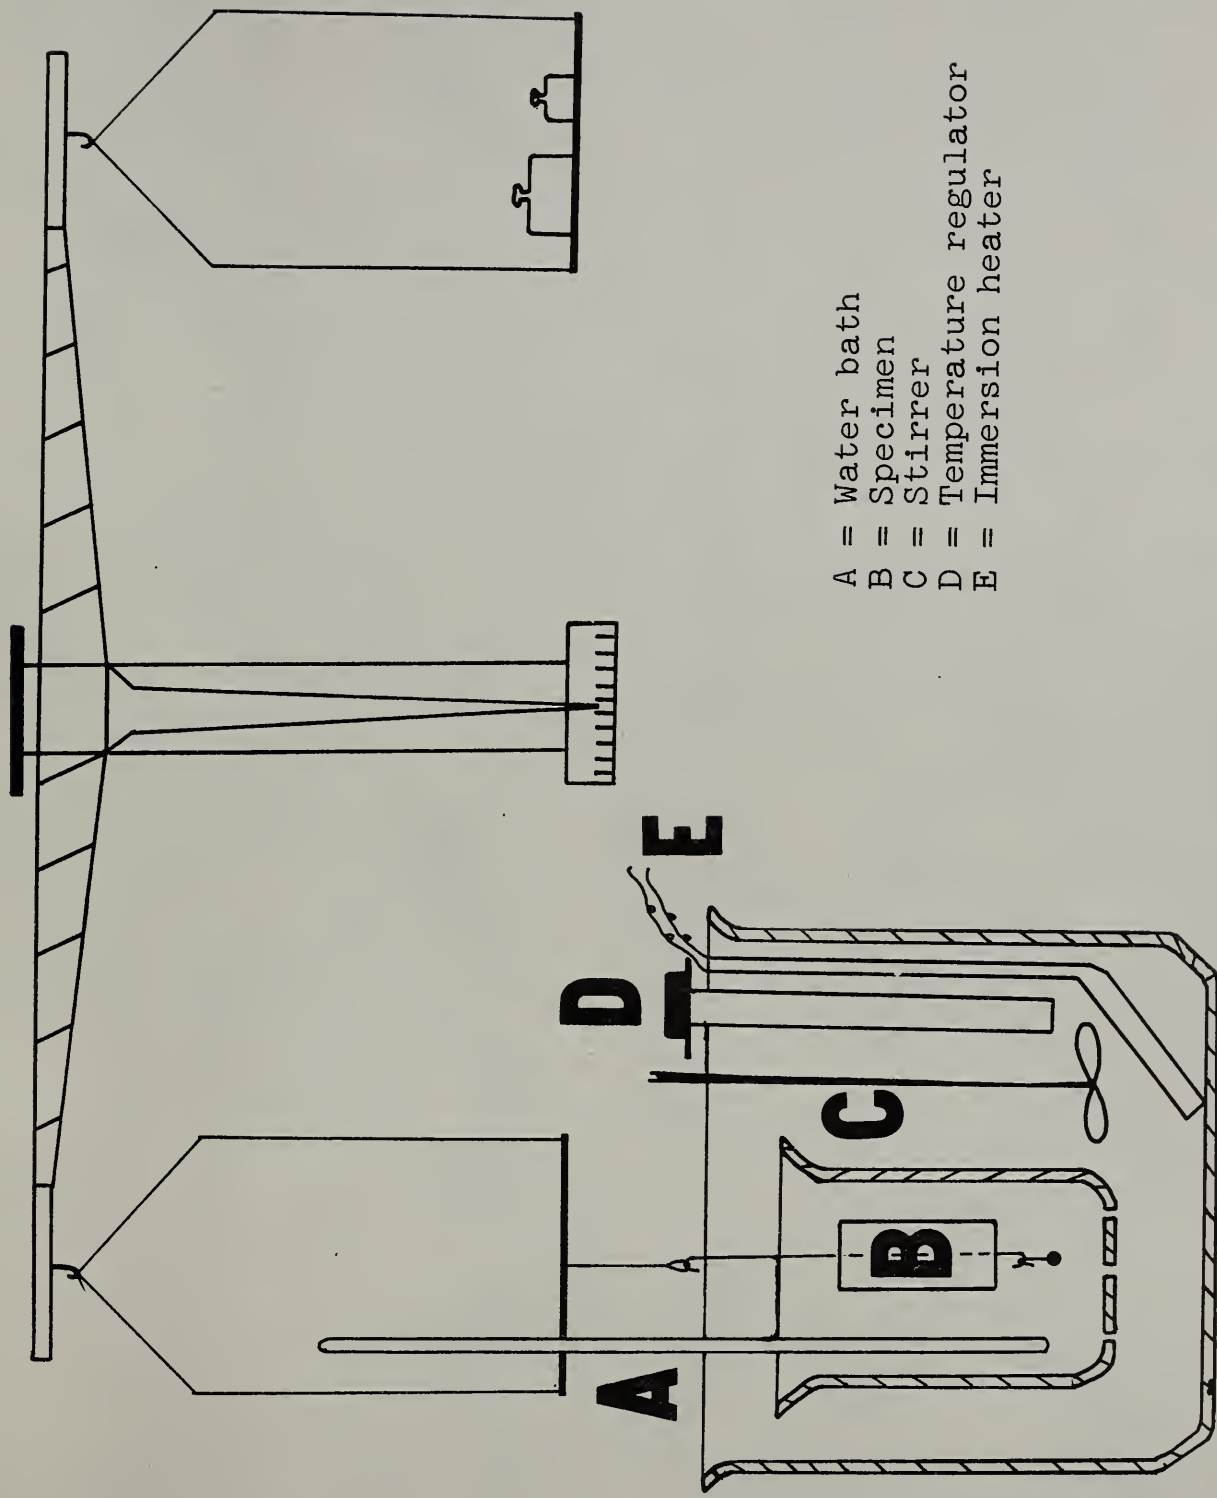 A
B
C
D
E
A = Water bath
B = Specimen
C = Stirrer
D = Temperature regulator
E = Immersion heater